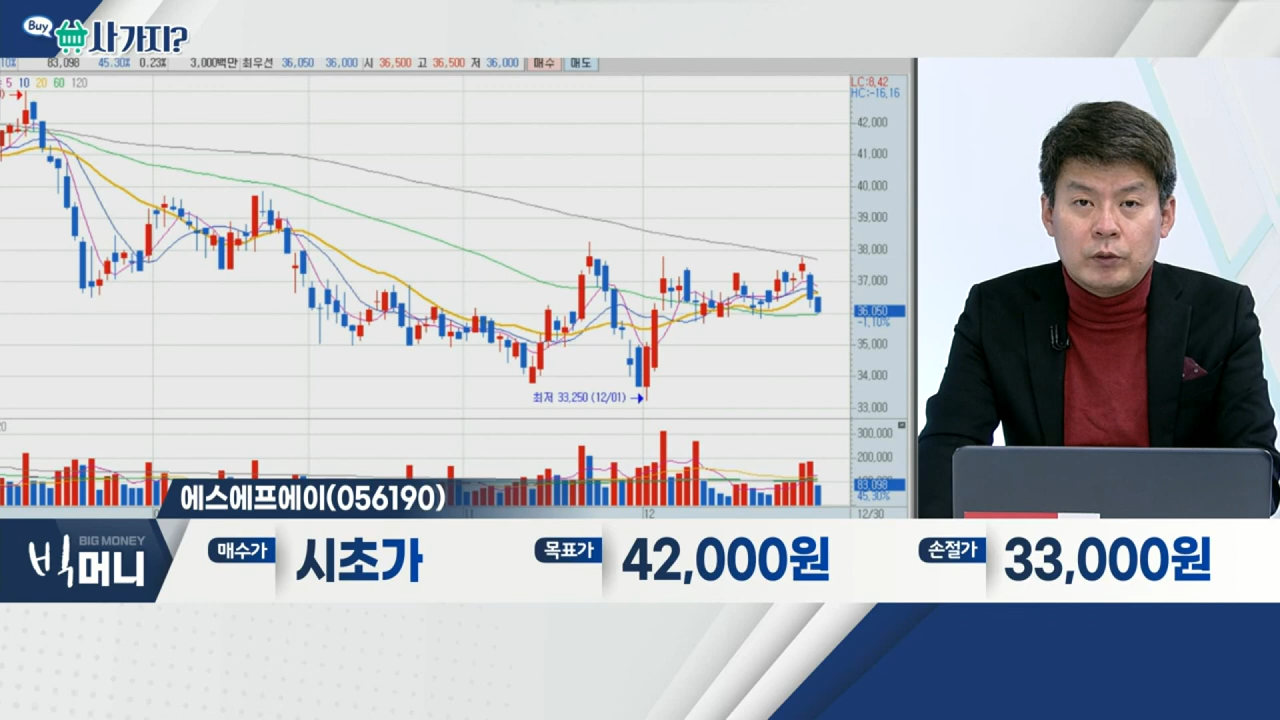 Buy 사 가지?
10% 83,098 45.30% 0.23% 3,000백만 최우선 36,050 36,000 시 36,500 고 36,500 저 36,000 매수 매도
5 10 20 60 120
LC:8.42
HC:-16.16
42,000
41,000
40,000
39,000
38,000
37,000
36,050
-1.10%
35,000
34,000
최저 33,250 (12/01)
33,000
300,000
200,000
83,098
45.30%
11
12
12/30
에스에프에이(056190)
BIG MONEY
빅머니
매수가 시초가 목표가 42,000원 손절가 33,000원